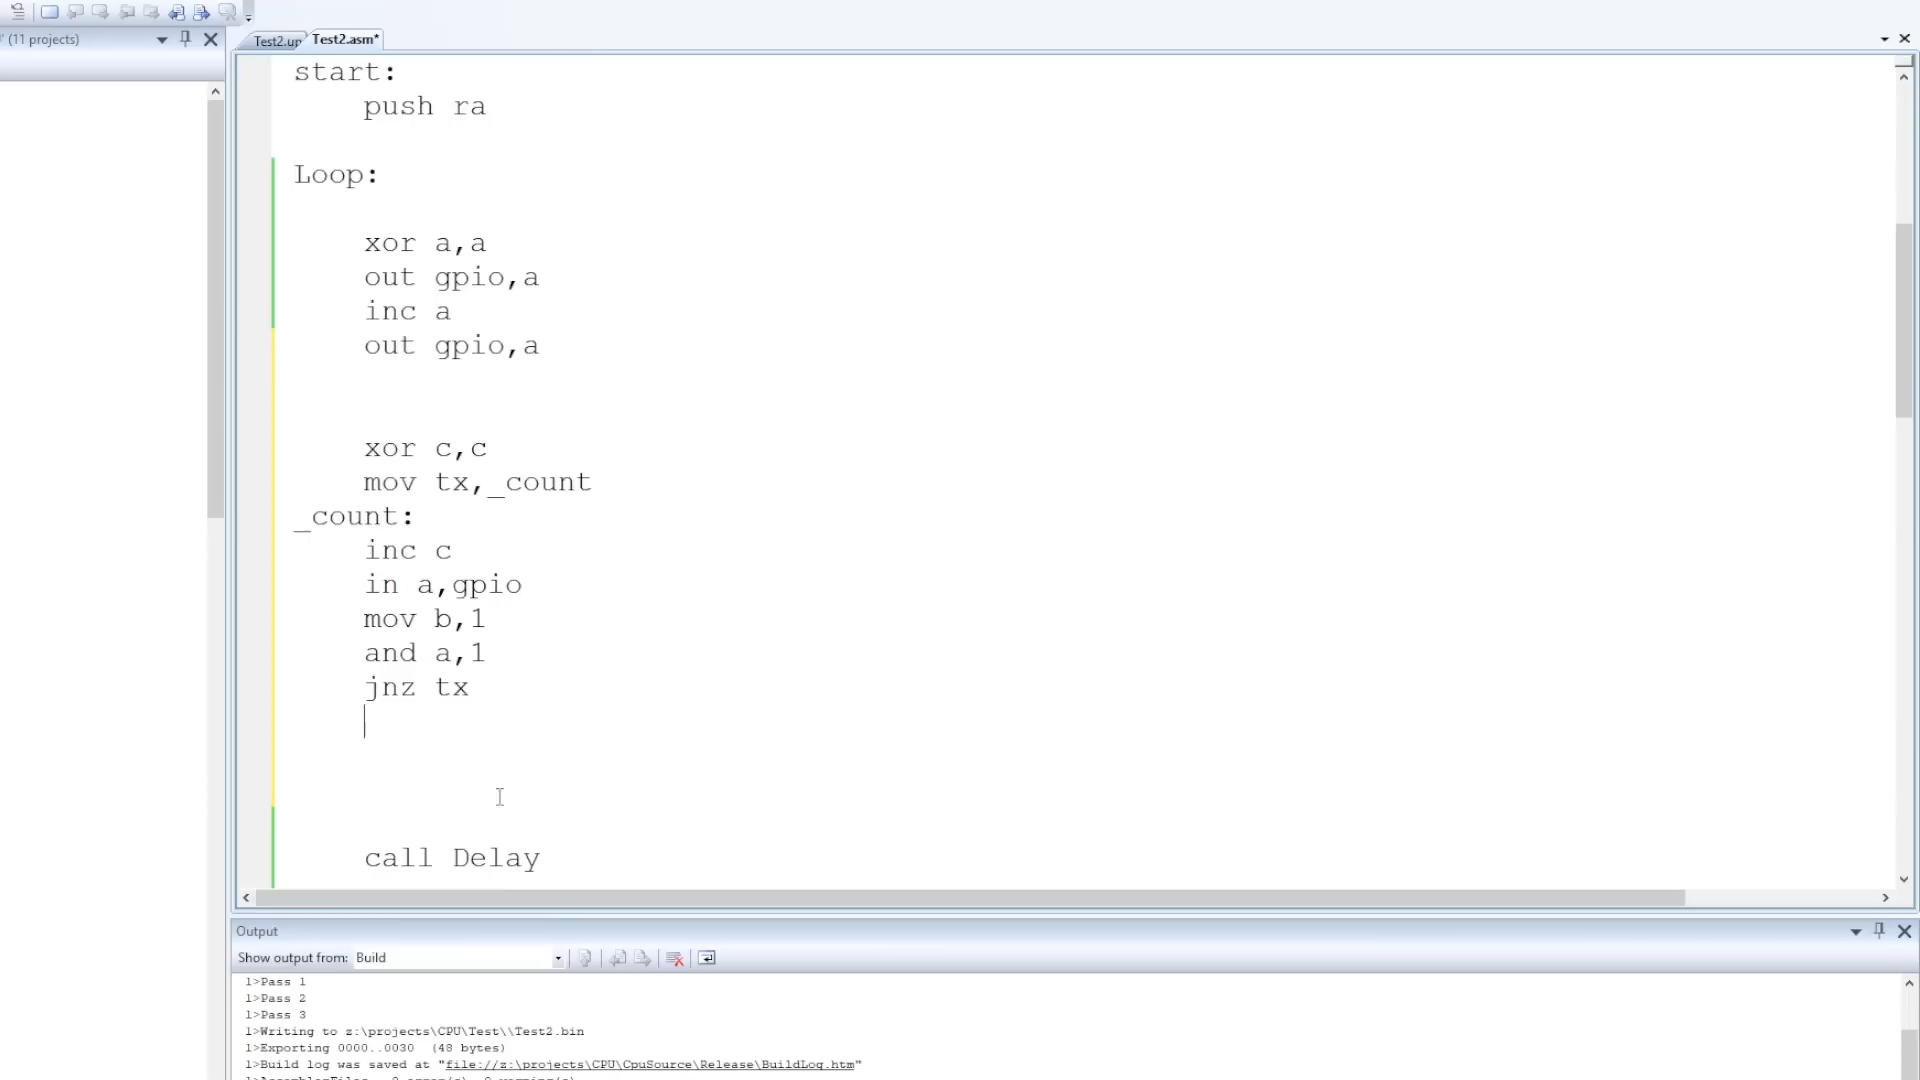 (11 projects)
Test2.up
Test2.asm*
start:
push ra
Loop:
xor a,a
out gpio,a
inc a
out gpio,a
xor c,c
mov tx,_count
_count:
inc c
in a,gpio
mov b,1
and a,1
jnz tx
call Delay
Output
Show output from: Build
1>Pass 1
1>Pass 2
1>Pass 3
1>Writing to z:\projects\CPU\Test\\Test2.bin
1>Exporting 0000..0030 (48 bytes)
1>Build log was saved at "file://z:\projects\CPU\CpuSource\Release\BuildLog.htm"